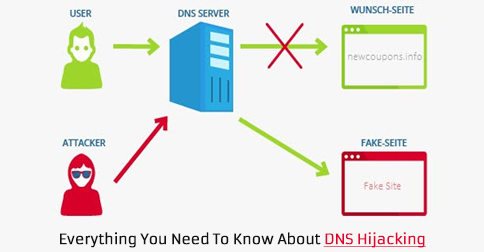 USER
DNS SERVER
WUNSCH-SEITE
newcoupons.info
ATTACKER
FAKE-SEITE
Fake Site
Everything You Need To Know About DNS Hijacking